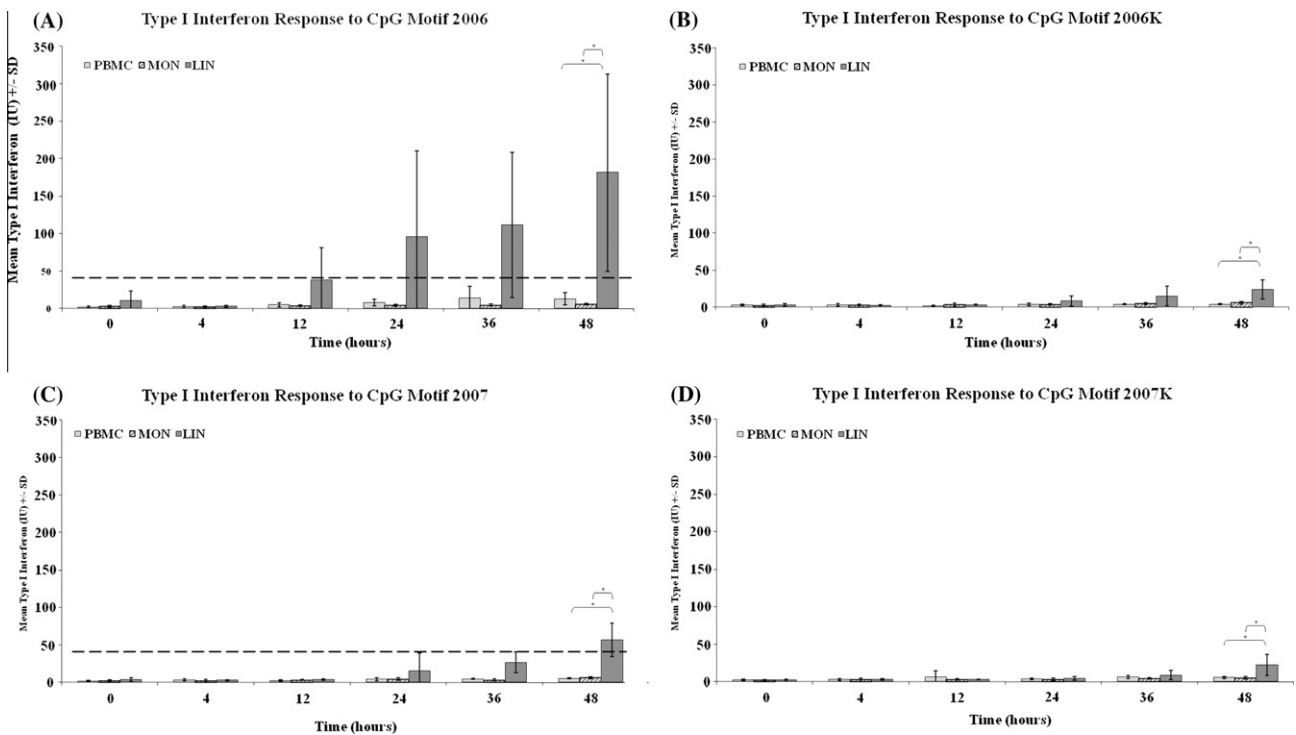 (A) Type I Interferon Response to CpG Motif 2006
Mean Type I Interferon (IU) +/- SD
350
300
250
200
150
100
50
0
PBMC MON LIN
*
*
0 4 12 24 36 48
Time (hours)
(B) Type I Interferon Response to CpG Motif 2006K
Mean Type I Interferon (IU) +/- SD
350
300
250
200
150
100
50
0
PBMC MON LIN
*
*
0 4 12 24 36 48
Time (hours)
(C) Type I Interferon Response to CpG Motif 2007
Mean Type I Interferon (IU) +/- SD
350
300
250
200
150
100
50
0
PBMC MON LIN
*
*
0 4 12 24 36 48
Time (hours)
(D) Type I Interferon Response to CpG Motif 2007K
Mean Type I Interferon (IU) +/- SD
350
300
250
200
150
100
50
0
PBMC MON LIN
*
*
0 4 12 24 36 48
Time (hours)